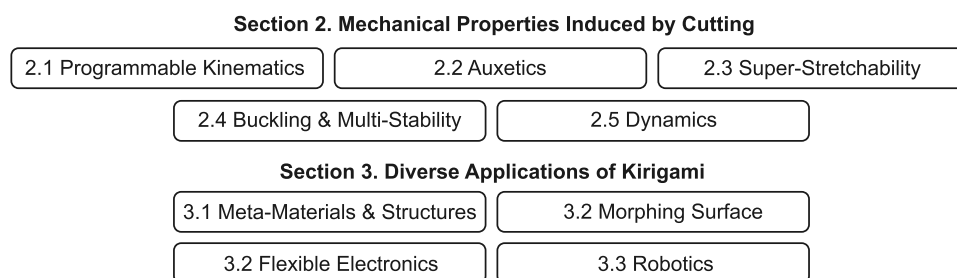 Section 2. Mechanical Properties Induced by Cutting
2.1 Programmable Kinematics 2.2 Auxetics 2.3 Super-Stretchability
2.4 Buckling & Multi-Stability 2.5 Dynamics
Section 3. Diverse Applications of Kirigami
3.1 Meta-Materials & Structures 3.2 Morphing Surface
3.2 Flexible Electronics 3.3 Robotics